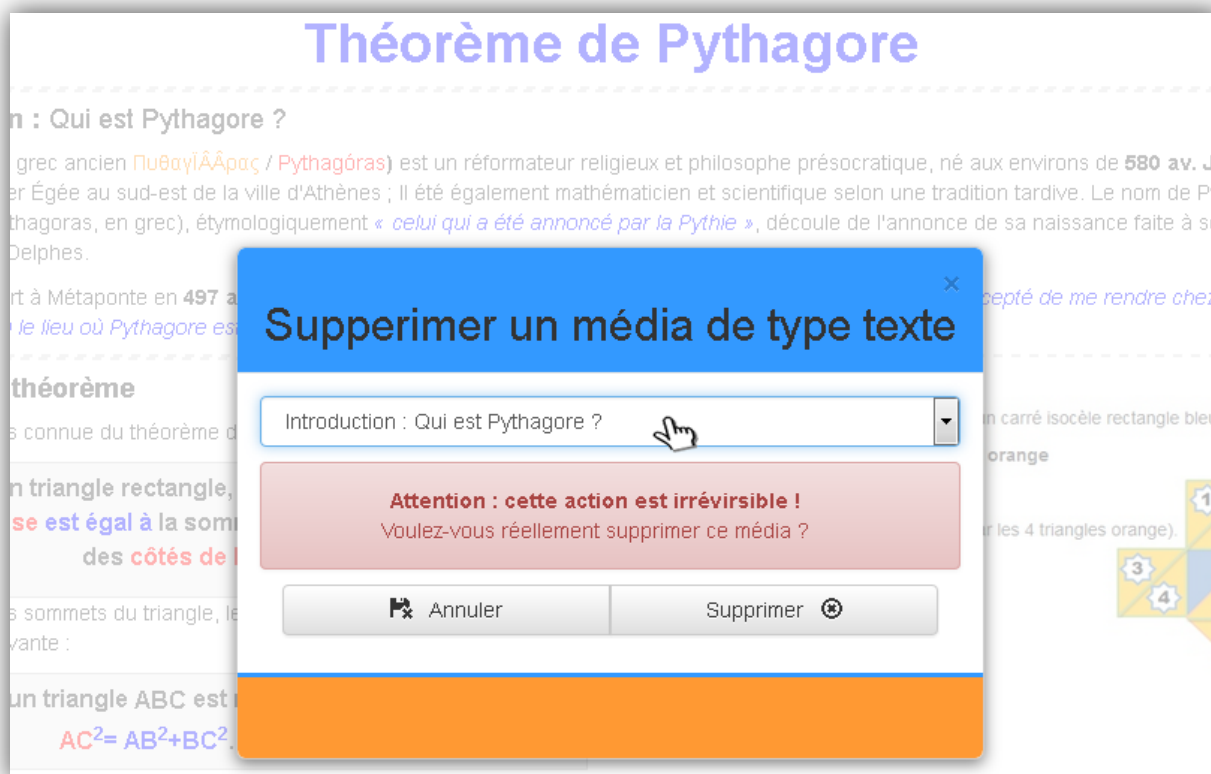 Théorème de Pythagore
n : Qui est Pythagore ?
grec ancien ΠυθαγÏÂÂρας / Pythagóras) est un réformateur religieux et philosophe présocratique, né aux environs de 580 av. J
er Égée au sud-est de la ville d'Athènes ; Il été également mathématicien et scientifique selon une tradition tardive. Le nom de P
thagoras, en grec), étymologiquement « celui qui a été annoncé par la Pythie », découle de l'annonce de sa naissance faite à s
Delphes.
rt à Métaponte en 497 a
cepté de me rendre chez
le lieu où Pythagore es
×
Supperimer un média de type texte
théorème
s connue du théorème d
n triangle rectangle,
se est égal à la som
des côtés de l
s sommets du triangle, le
vante :
un triangle ABC est
AC²= AB²+BC².
Introduction : Qui est Pythagore ?
Attention : cette action est irrévirsible !
Voulez-vous réellement supprimer ce média ?
Annuler
Supprimer
n carré isocèle rectangle ble
orange
r les 4 triangles orange).
1
3
4